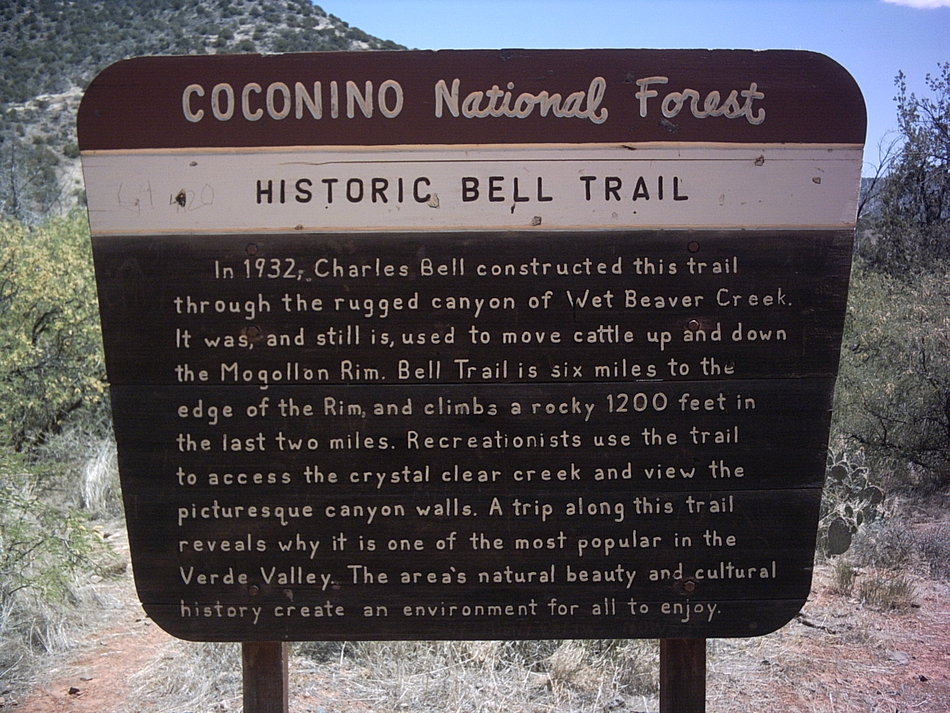 COCONINO National Forest
HISTORIC BELL TRAIL
In 1932, Charles Bell constructed this trail
through the rugged canyon of Wet Beaver Creek.
It was, and still is, used to move cattle up and down
the Mogollon Rim. Bell Trail is six miles to the
edge of the Rim, and climbs a rocky 1200 feet in
the last two miles. Recreationists use the trail
to access the crystal clear creek and view the
picturesque canyon walls. A trip along this trail
reveals why it is one of the most popular in the
Verde Valley. The area's natural beauty and cultural
history create an environment for all to enjoy.